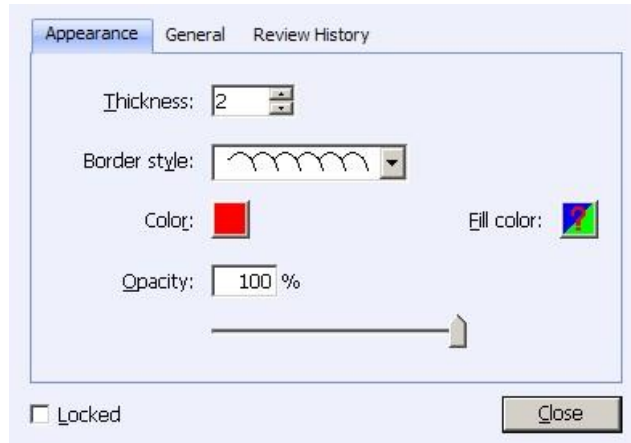 Appearance General Review History
Thickness: 2
Border style:
Color: Fill color: ?
Opacity: 100 %
Locked Close